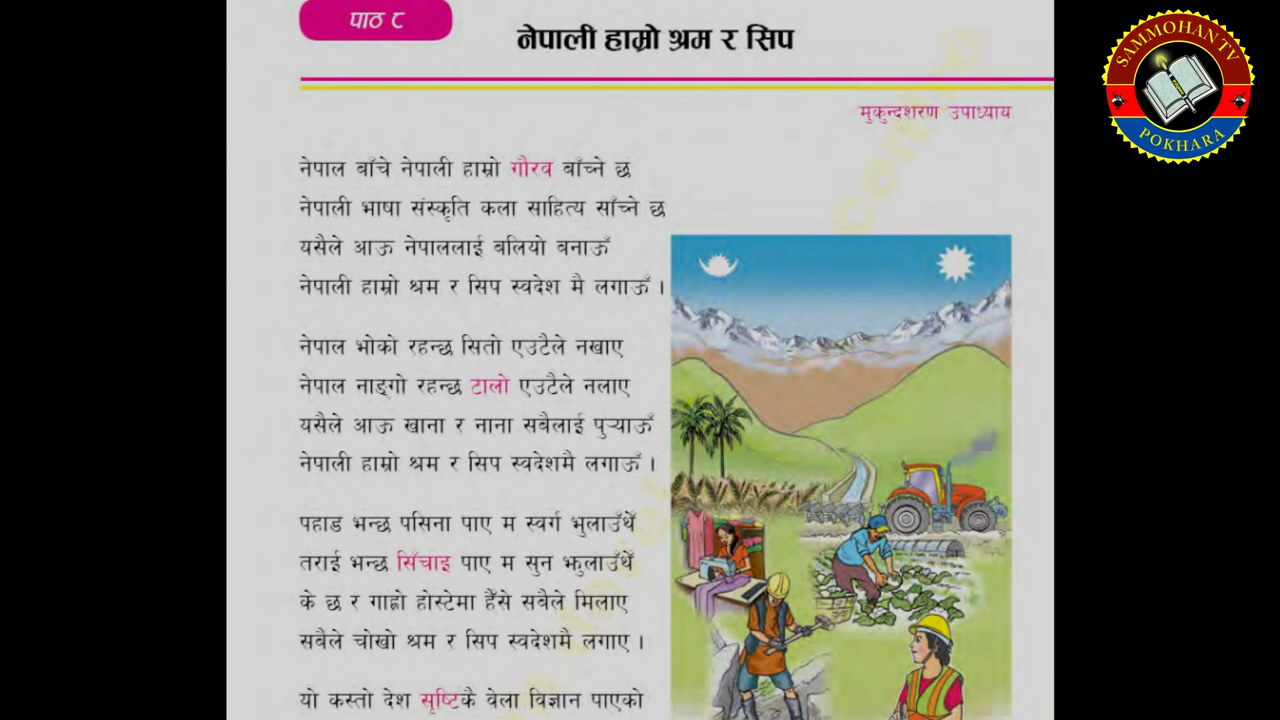 पाठ ८
नेपाली हाम्रो श्रम र सिप
मुकुन्दशरण उपाध्याय
नेपाल बाँचे नेपाली हाम्रो गौरव बाँच्ने छ
नेपाली भाषा संस्कृति कला साहित्य साँच्ने छ
यसैले आऊ नेपाललाई बलियो बनाऊँ
नेपाली हाम्रो श्रम र सिप स्वदेश मै लगाऊँ ।
नेपाल भोको रहन्छ सितो एउटैले नखाए
नेपाल नाङ्गो रहन्छ टालो एउटैले नलाए
यसैले आऊ खाना र नाना सबैलाई पुऱ्याऊँ
नेपाली हाम्रो श्रम र सिप स्वदेशमै लगाऊँ ।
पहाड भन्छ पसिना पाए म स्वर्ग भुलाउँथेँ
तराई भन्छ सिँचाइ पाए म सुन झुलाउँथेँ
के छ र गाह्रो होस्टेमा हैँसे सबैले मिलाए
सबैले चोखो श्रम र सिप स्वदेशमै लगाए ।
यो कस्तो देश सृष्टिकै वेला विज्ञान पाएको
SAMMOHAN TV
POKHARA